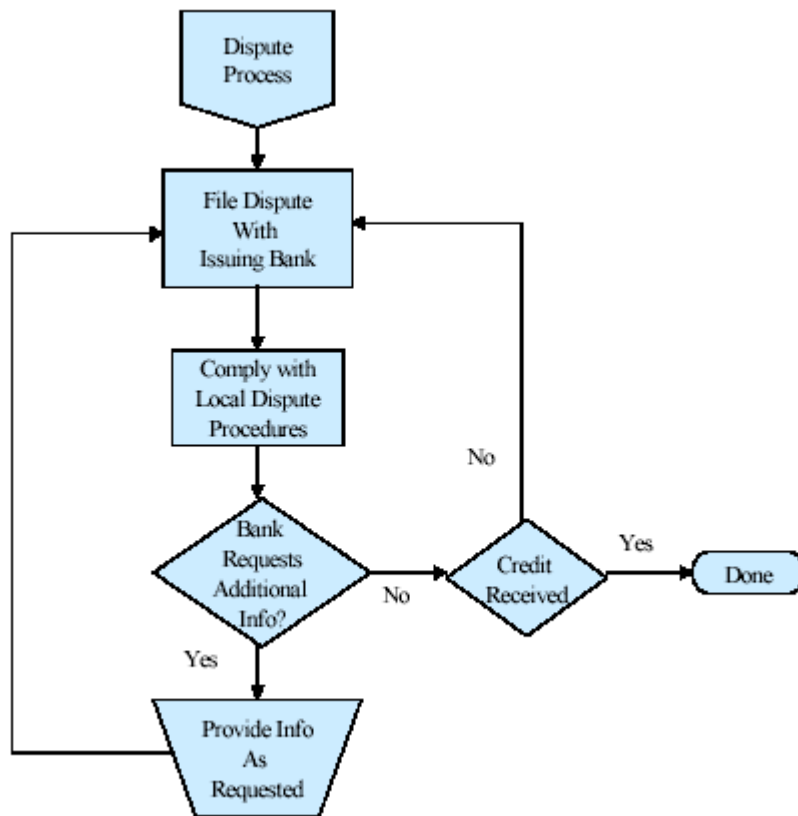 Dispute
Process
File Dispute
With
Issuing Bank
Comply with
Local Dispute
Procedures
Bank
Requests
Additional
Info?
No
Credit
Received
No
Yes
Done
Yes
Provide Info
As
Requested